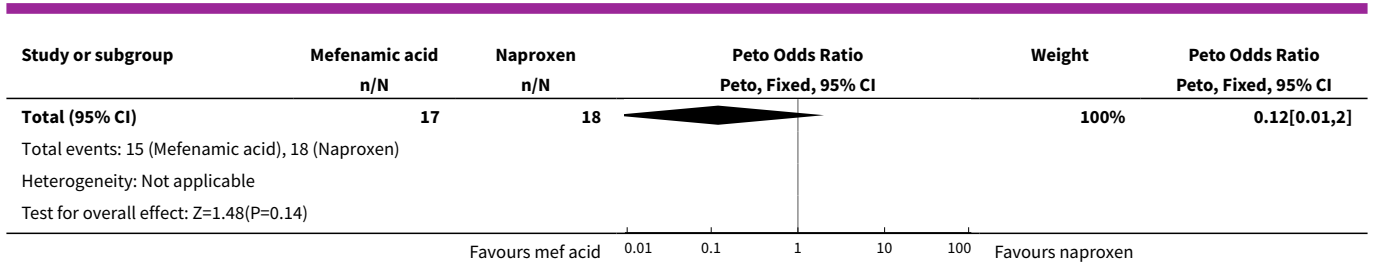 Study or subgroup Mefenamic acid Naproxen Peto Odds Ratio Weight Peto Odds Ratio
n/N n/N Peto, Fixed, 95% CI Peto, Fixed, 95% CI
Total (95% CI) 17 18 100% 0.12[0.01,2]
Total events: 15 (Mefenamic acid), 18 (Naproxen)
Heterogeneity: Not applicable
Test for overall effect: Z=1.48(P=0.14)
Favours mef acid 0.01 0.1 1 10 100 Favours naproxen